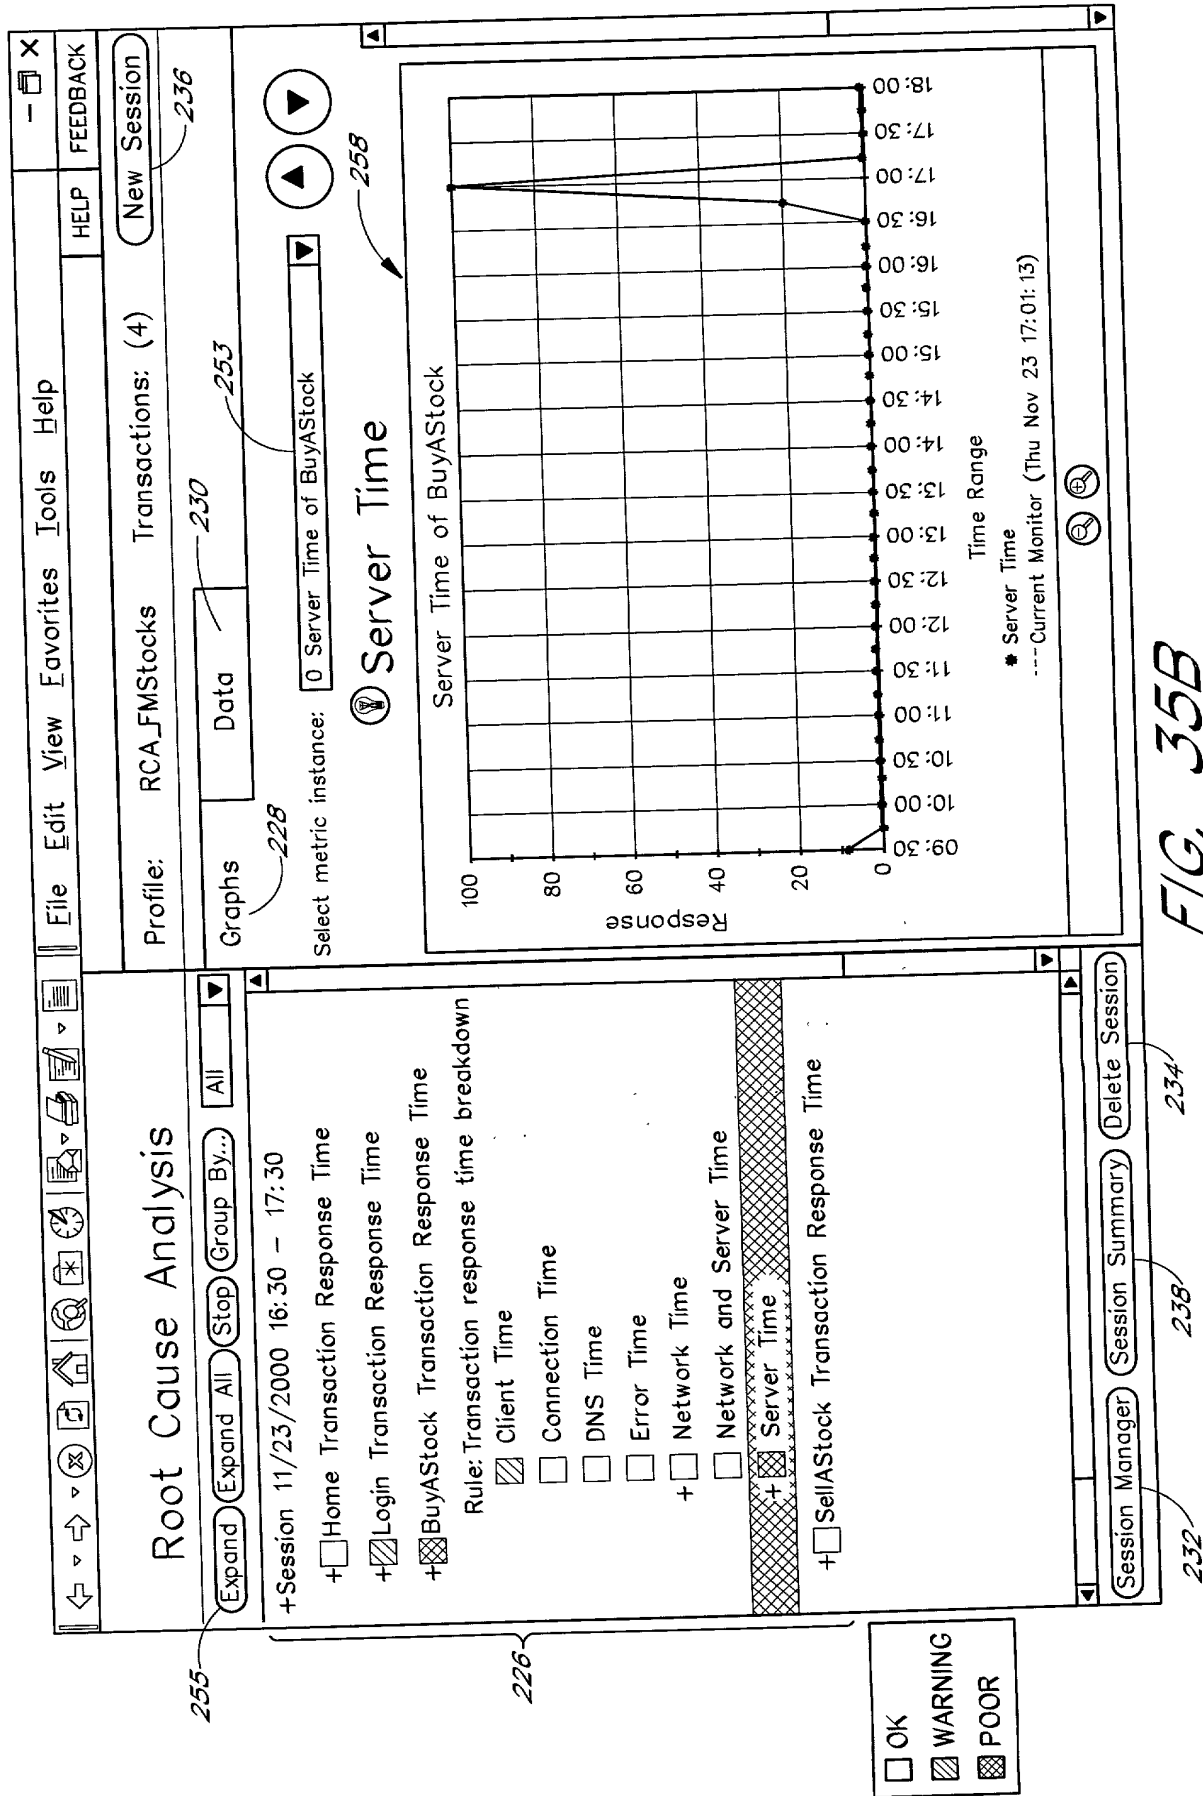 File Edit View Favorites Tools Help
HELP FEEDBACK
Root Cause Analysis
Expand Expand All Stop Group By... All
255
+Session 11/23/2000 16:30 - 17:30
+ Home Transaction Response Time
+ Login Transaction Response Time
+ BuyAStock Transaction Response Time
Rule: Transaction response time breakdown
Client Time
Connection Time
DNS Time
Error Time
+ Network Time
Network and Server Time
+ Server Time
+ SellAStock Transaction Response Time
226
Session Manager Session Summary Delete Session
232 238 234
OK
WARNING
POOR
Profile: RCA_FMStocks Transactions: (4) New Session
236
Graphs Data
228 230 253
Select metric instance: 0 Server Time of BuyAStock
Server Time
258
Server Time of BuyAStock
Response
100
80
60
40
20
0
09:30 10:00 10:30 11:00 11:30 12:00 12:30 13:00 13:30 14:00 14:30 15:00 15:30 16:00 16:30 17:00 17:30 18:00
Time Range
* Server Time
---Current Monitor (Thu Nov 23 17:01:13)
FIG. 35B